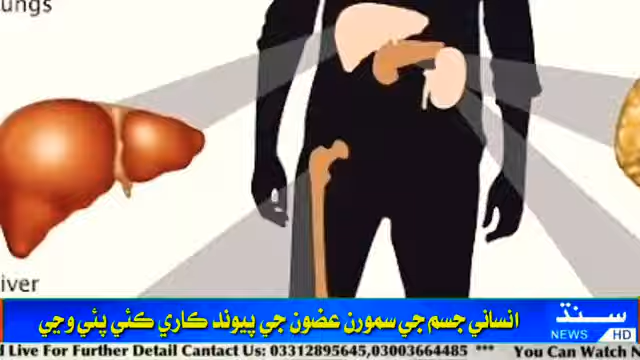 ungs
iver
انساني جسم جي سمورن عضون جي پيوند ڪاري ڪئي پئي وڃي
سنڌ
NEWS HD
d Live For Further Detail Cantact Us: 03312895645,03003664485 *** You Can Watch